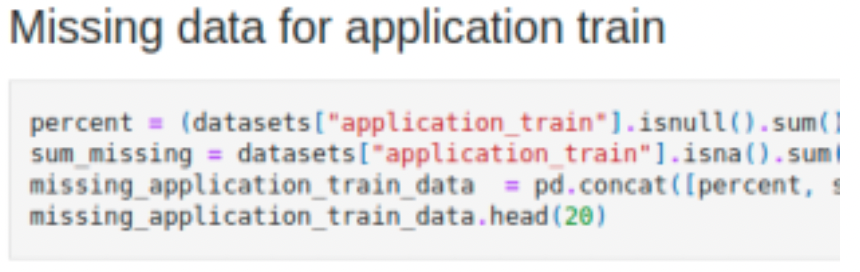 Missing data for application train
percent = (datasets["application_train"].isnull().sum()
sum_missing = datasets["application_train"].isna().sum(
missing_application_train_data  = pd.concat([percent, s
missing_application_train_data.head(20)